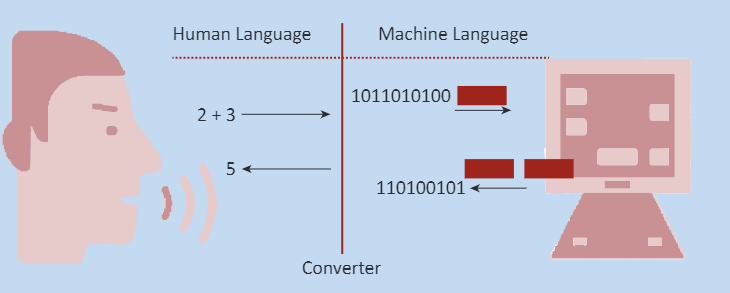 Human Language
Machine Language
2 + 3
1011010100
5
110100101
Converter